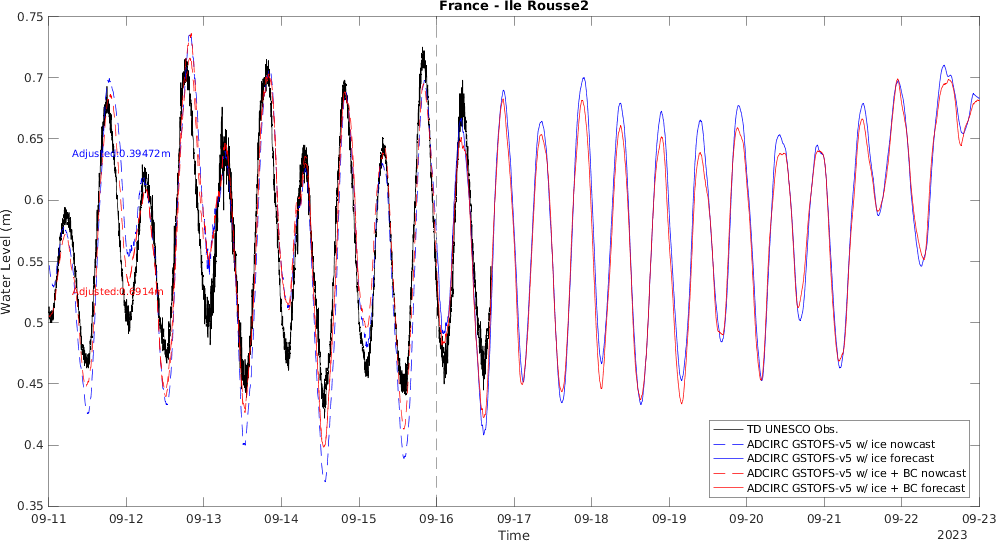 France - Ile Rousse2
Water Level (m)
0.75
0.7
0.65
0.6
0.55
0.5
0.45
0.4
0.35
Adjusted:0.39472m
Adjusted:0.6914m
TD UNESCO Obs.
ADCIRC GSTOFS-v5 w/ ice nowcast
ADCIRC GSTOFS-v5 w/ ice forecast
ADCIRC GSTOFS-v5 w/ ice + BC nowcast
ADCIRC GSTOFS-v5 w/ ice + BC forecast
09-11 09-12 09-13 09-14 09-15 09-16 09-17 09-18 09-19 09-20 09-21 09-22 09-23
Time
2023